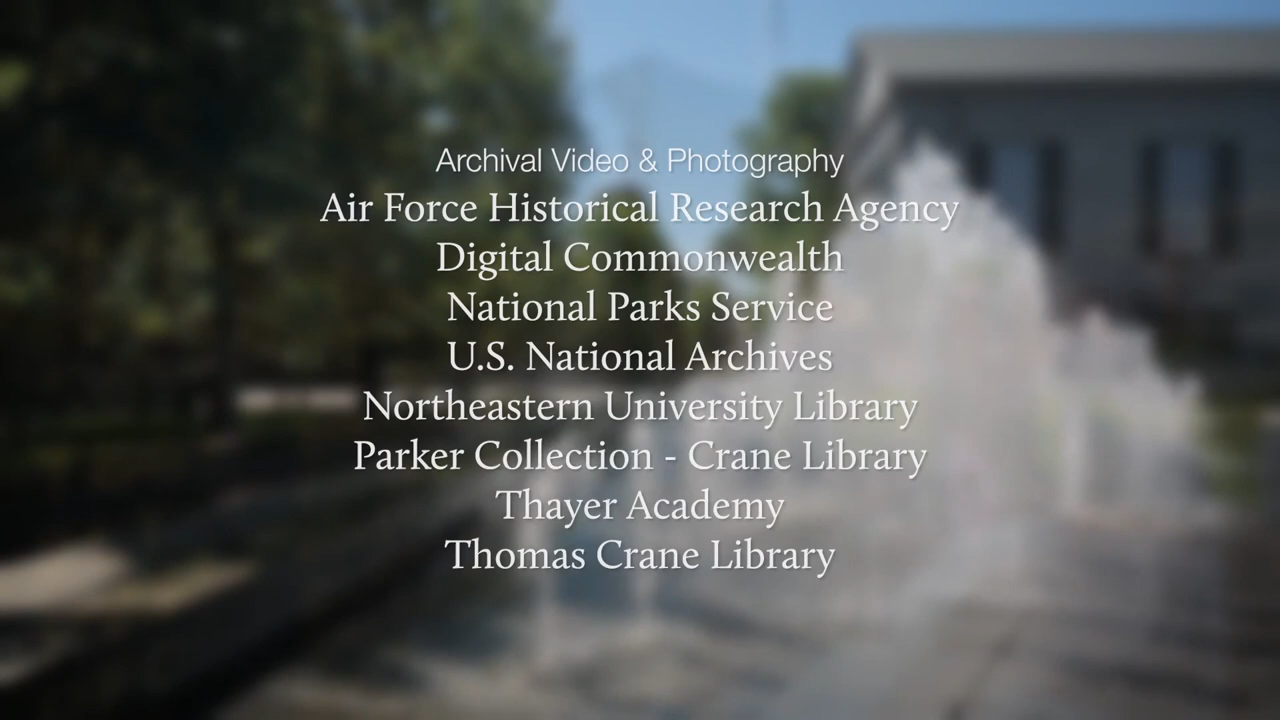 Archival Video & Photography
Air Force Historical Research Agency
Digital Commonwealth
National Parks Service
U.S. National Archives
Northeastern University Library
Parker Collection - Crane Library
Thayer Academy
Thomas Crane Library